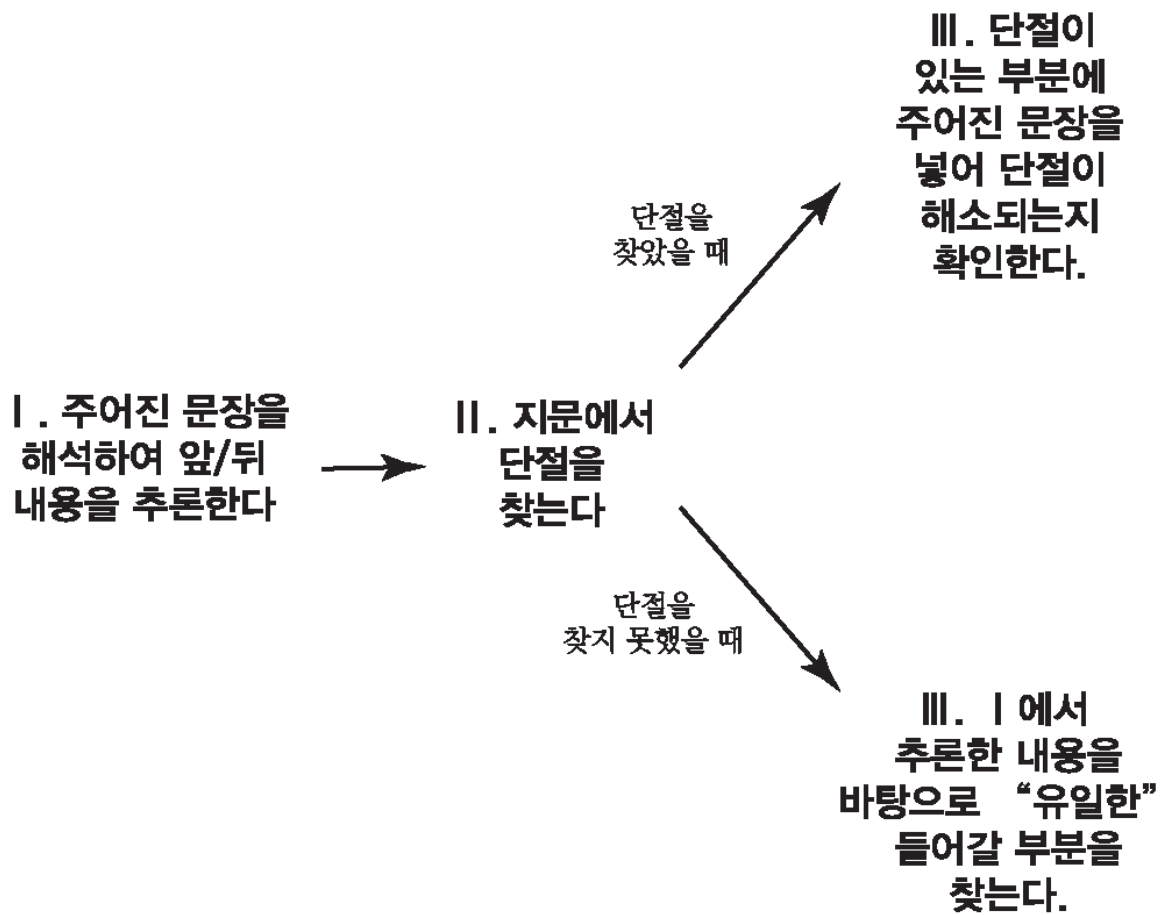 Ⅰ. 주어진 문장을
해석하여 앞/뒤
내용을 추론한다
Ⅱ. 지문에서
단절을
찾는다
단절을
찾았을 때
Ⅲ. 단절이
있는 부분에
주어진 문장을
넣어 단절이
해소되는지
확인한다.
단절을
찾지 못했을 때
Ⅲ. Ⅰ에서
추론한 내용을
바탕으로 “유일한”
들어갈 부분을
찾는다.